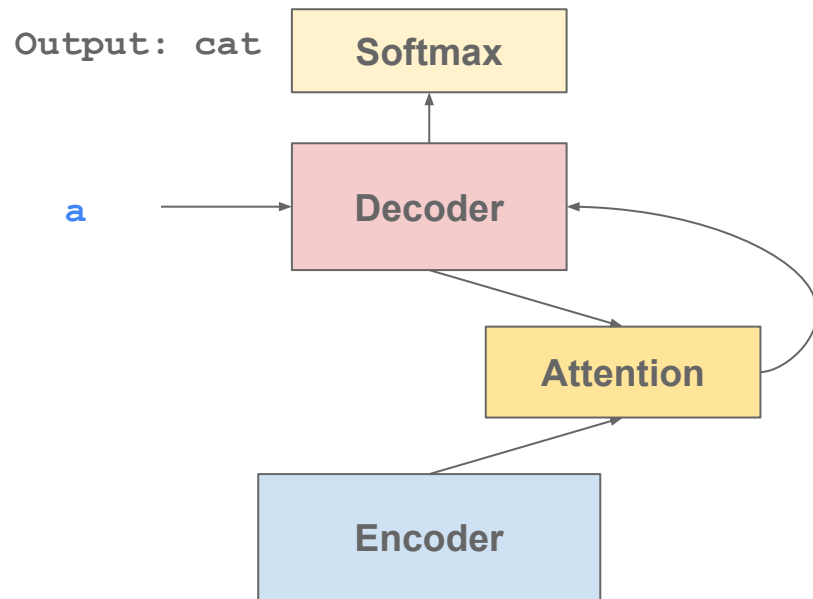 Output: cat
Softmax
a
Decoder
Attention
Encoder